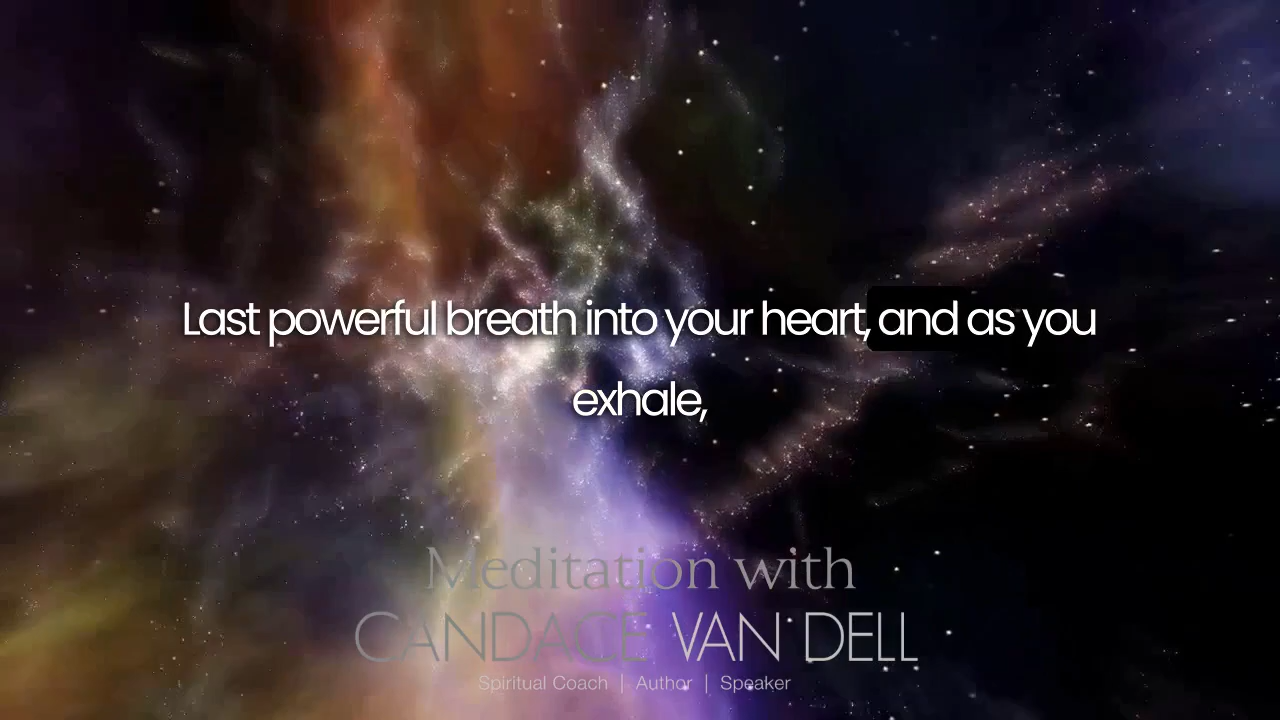 Last powerful breath into your heart, and as you
exhale,
Meditation with
CANDACE VAN DELL
Spiritual Coach | Author | Speaker